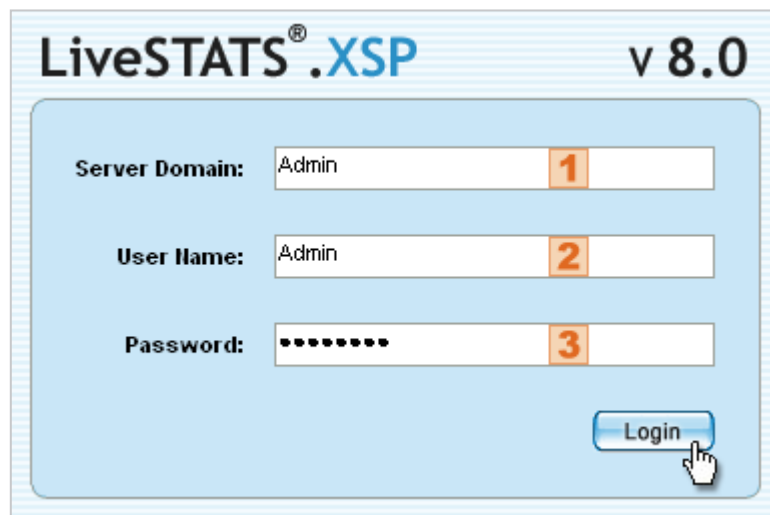 LiveSTATS®.XSP v 8.0
Server Domain: Admin 1
User Name: Admin 2
Password: ••••••••• 3
Login